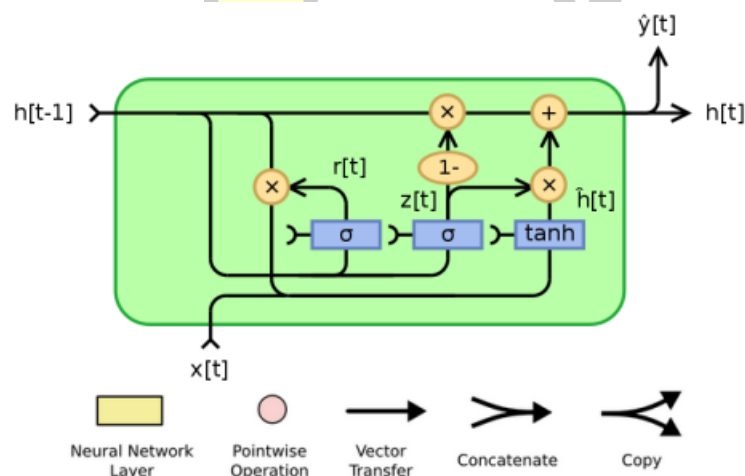 ŷ[t]
h[t-1]
h[t]
×
+
1-
r[t]
×
z[t]
×
ĥ[t]
σ
σ
tanh
x[t]
Neural Network
Layer
Pointwise
Operation
Vector
Transfer
Concatenate
Copy